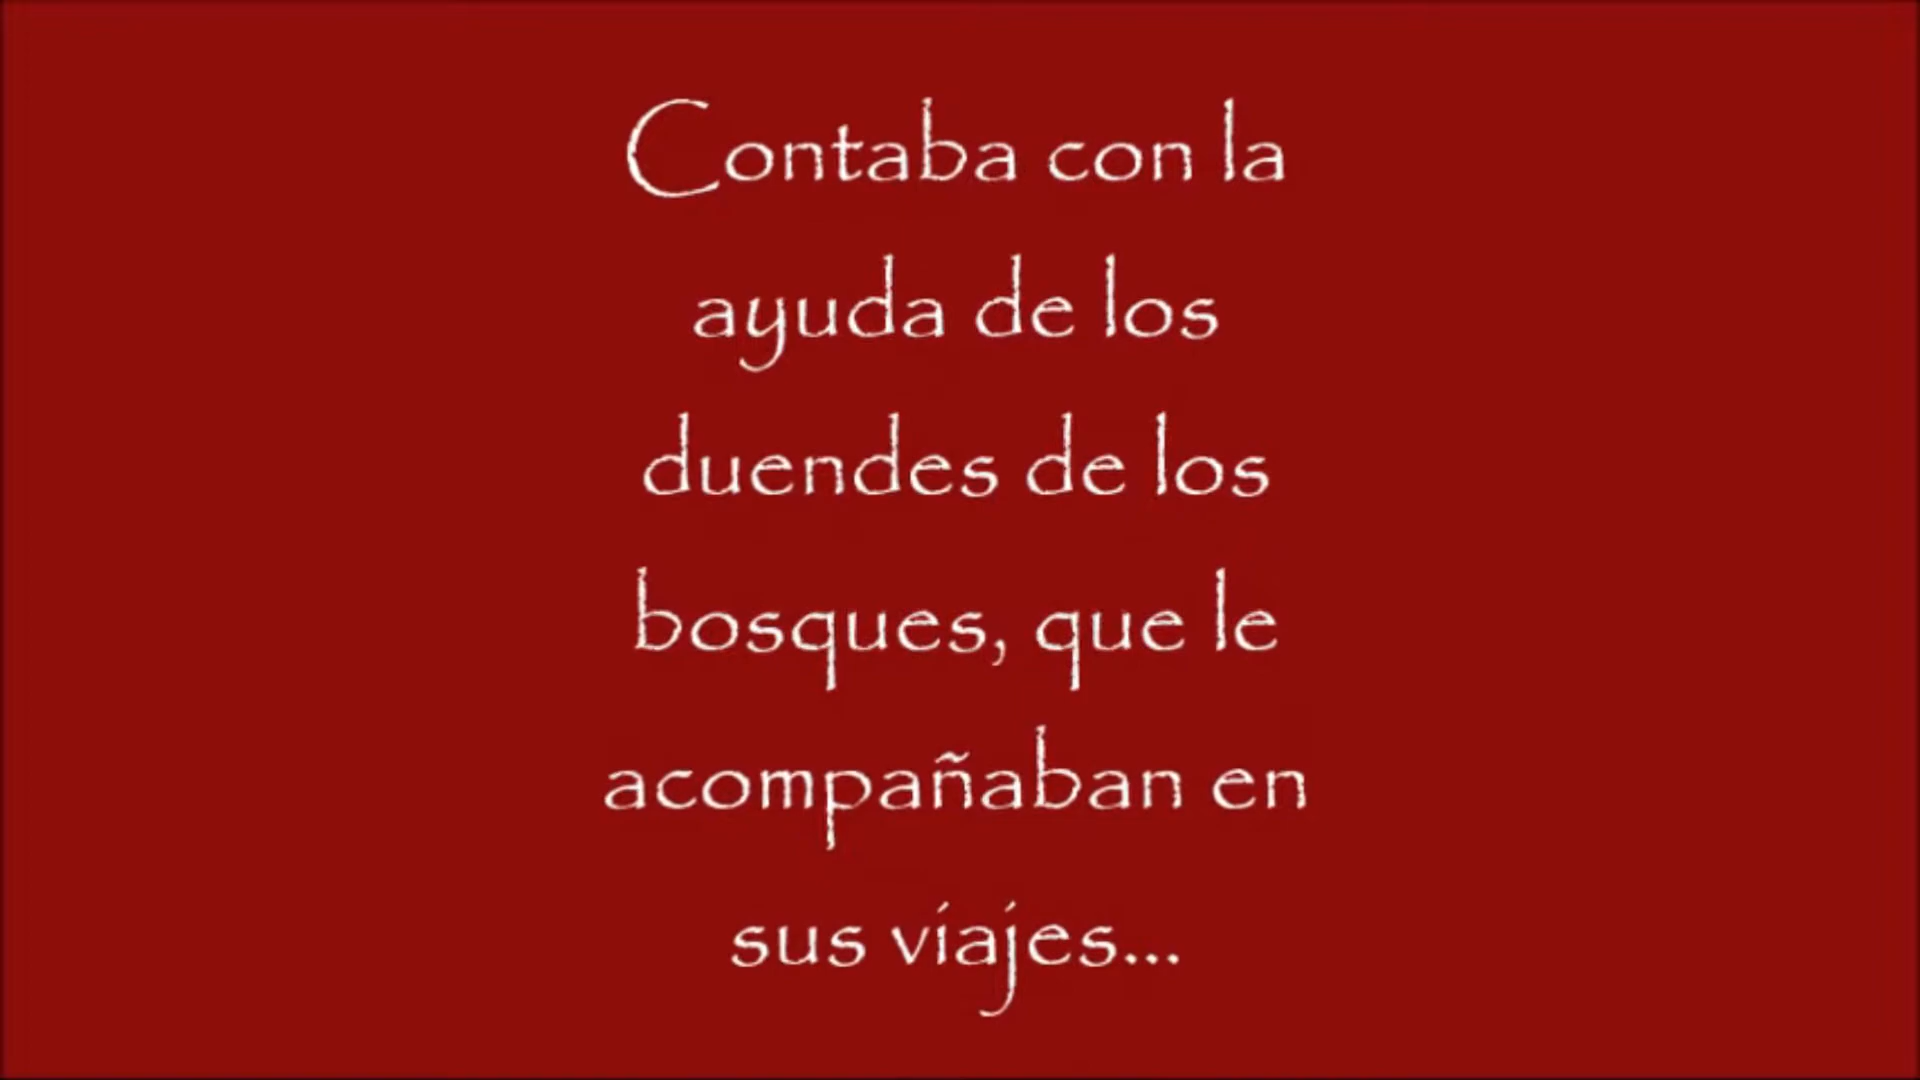 Contaba con la
ayuda de los
duendes de los
bosques, que le
acompañaban en
sus viajes...